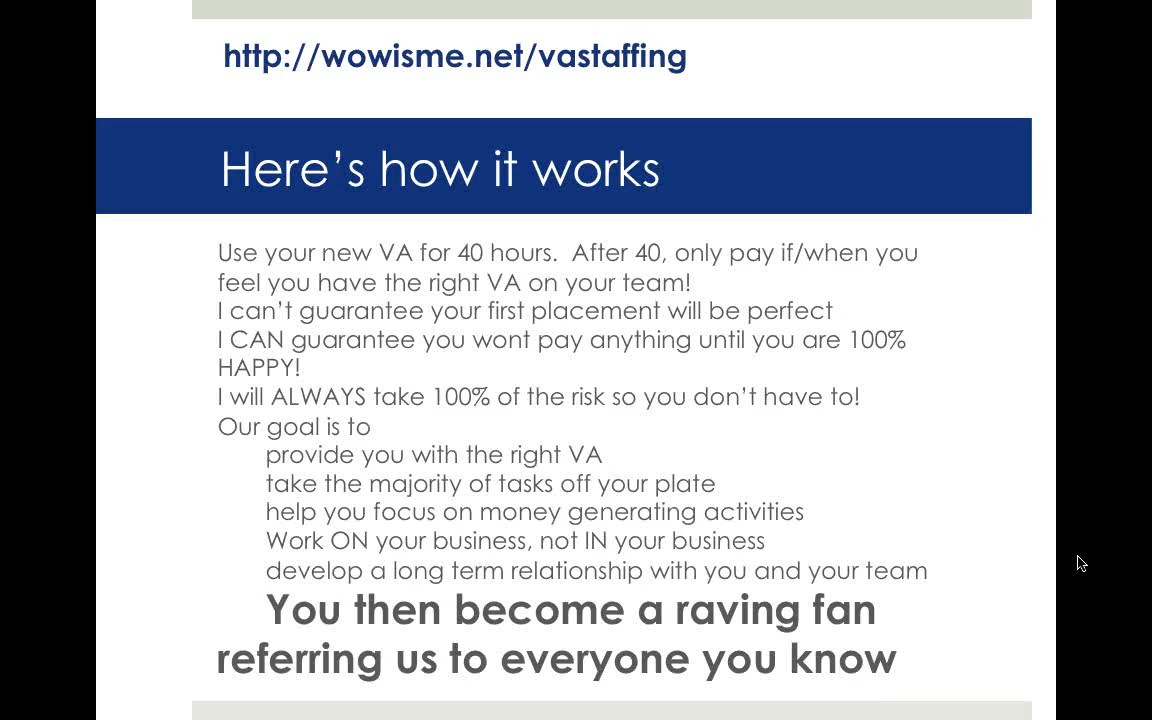 http://wowisme.net/vastaffing
Here’s how it works
Use your new VA for 40 hours.  After 40, only pay if/when you
feel you have the right VA on your team!
I can’t guarantee your first placement will be perfect
I CAN guarantee you wont pay anything until you are 100%
HAPPY!
I will ALWAYS take 100% of the risk so you don’t have to!
Our goal is to
provide you with the right VA
take the majority of tasks off your plate
help you focus on money generating activities
Work ON your business, not IN your business
develop a long term relationship with you and your team
You then become a raving fan
referring us to everyone you know